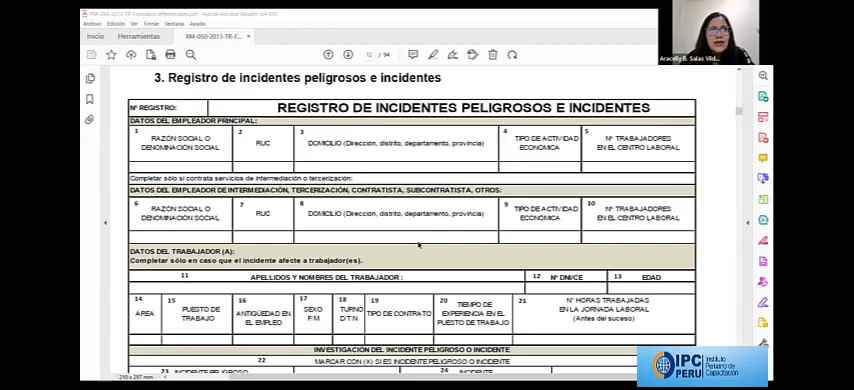 RM-050-2013-TR-Formatos referenciales.pdf - Adobe Acrobat Reader
Archivo Edición Ver Firmar Ventana Ayuda
Inicio Herramientas RM-050-2013-TR-F... ×
12 / 94
Aracelly B. Salas
3. Registro de incidentes peligrosos e incidentes
Nº REGISTRO: REGISTRO DE INCIDENTES PELIGROSOS E INCIDENTES
DATOS DEL EMPLEADOR PRINCIPAL:
1 RAZÓN SOCIAL O DENOMINACIÓN SOCIAL
2 RUC
3 DOMICILIO (Dirección, distrito, departamento, provincia)
4 TIPO DE ACTIVIDAD ECONÓMICA
5 Nº TRABAJADORES EN EL CENTRO LABORAL
Completar sólo si contrata servicios de intermediación o tercerización:
DATOS DEL EMPLEADOR DE INTERMEDIACIÓN, TERCERIZACIÓN, CONTRATISTA, SUBCONTRATISTA, OTROS:
6 RAZÓN SOCIAL O DENOMINACIÓN SOCIAL
7 RUC
8 DOMICILIO (Dirección, distrito, departamento, provincia)
9 TIPO DE ACTIVIDAD ECONÓMICA
10 Nº TRABAJADORES EN EL CENTRO LABORAL
DATOS DEL TRABAJADOR (A):
Completar sólo en caso que el incidente afecte a trabajador(es).
11 APELLIDOS Y NOMBRES DEL TRABAJADOR :
12 Nº DNI/CE
13 EDAD
14 ÁREA
15 PUESTO DE TRABAJO
16 ANTIGÜEDAD EN EL EMPLEO
17 SEXO F/M
18 TURNO D/T/N
19 TIPO DE CONTRATO
20 TIEMPO DE EXPERIENCIA EN EL PUESTO DE TRABAJO
21 Nº HORAS TRABAJADAS EN LA JORNADA LABORAL (Antes del suceso)
INVESTIGACIÓN DEL INCIDENTE PELIGROSO O INCIDENTE
22 MARCAR CON (X) SI ES INCIDENTE PELIGROSO O INCIDENTE
23 INCIDENTE PELIGROSO
24 INCIDENTE
210 x 297 mm
IPC PERÚ
Instituto Peruano de Capacitación